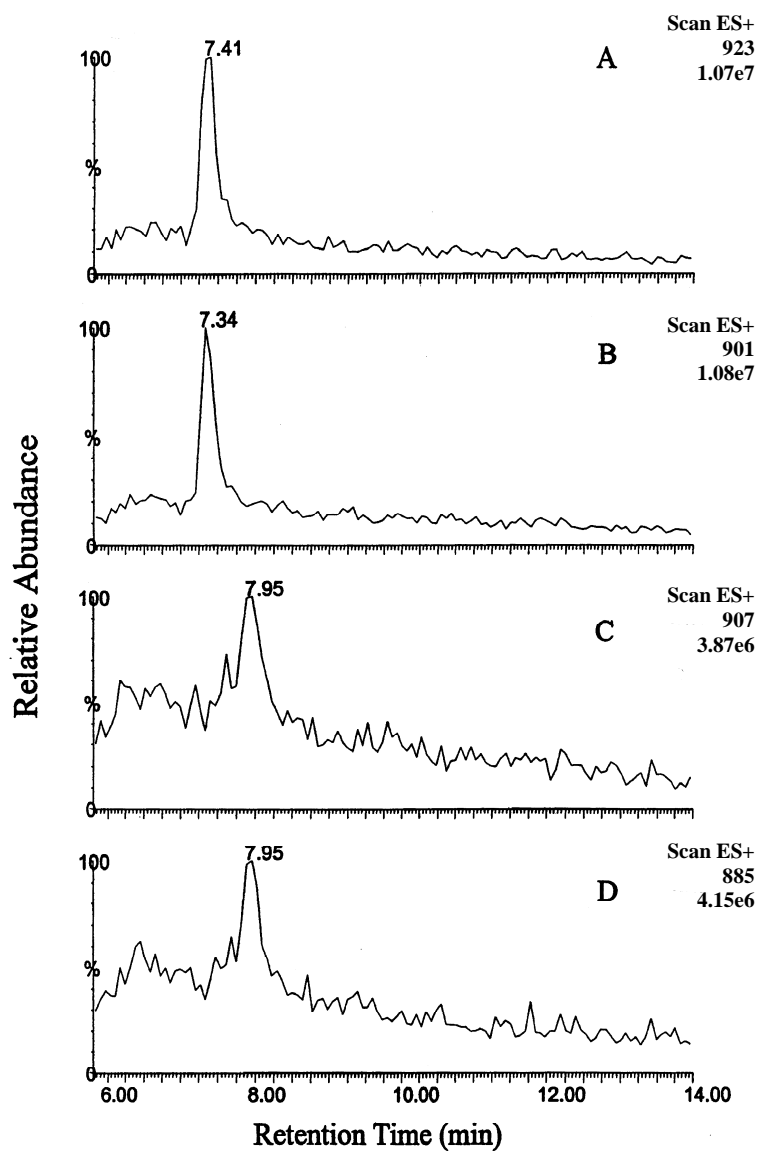 Scan ES+
923
1.07e7
7.41
A
100
%
0
Scan ES+
901
1.08e7
7.34
B
100
%
0
Scan ES+
907
3.87e6
7.95
C
100
%
0
Scan ES+
885
4.15e6
7.95
D
100
%
0
Relative Abundance
6.00 8.00 10.00 12.00 14.00
Retention Time (min)